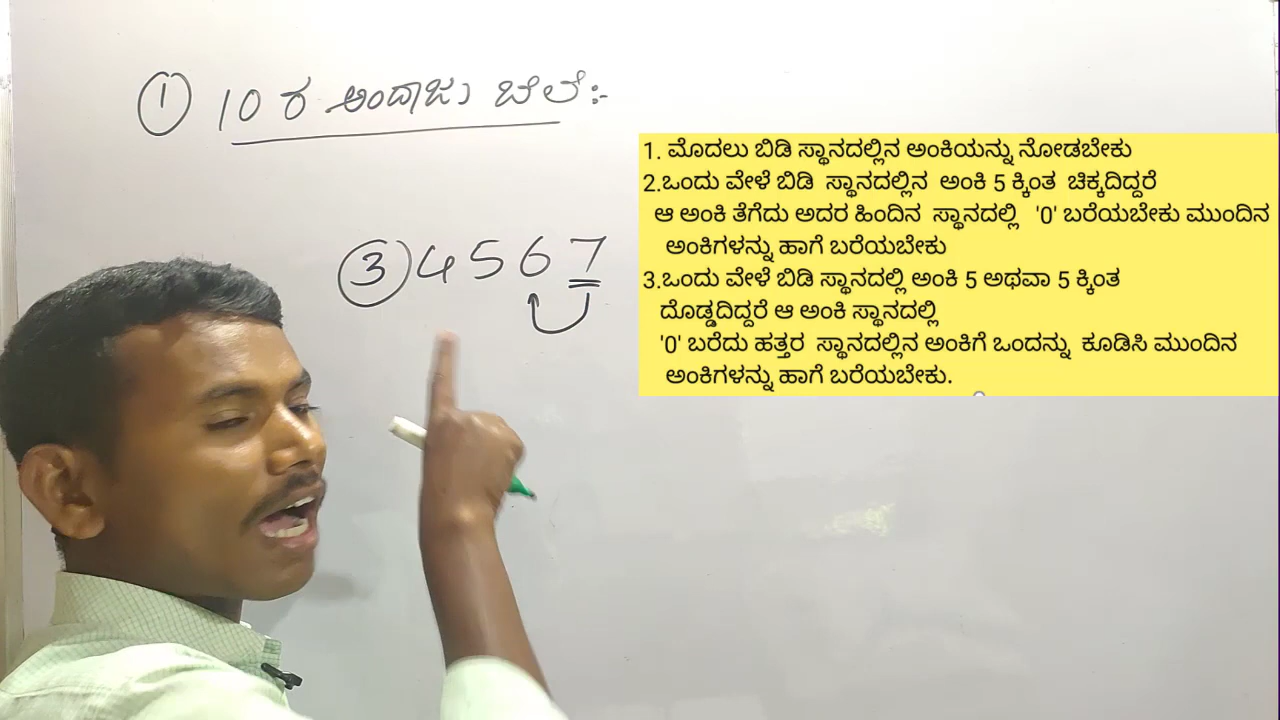 ① 10 ರ ಅಂದಾಜು ಬೆಲೆ:-
③ 4567
1. ಮೊದಲು ಬಿಡಿ ಸ್ಥಾನದಲ್ಲಿನ ಅಂಕಿಯನ್ನು ನೋಡಬೇಕು
2.ಒಂದು ವೇಳೆ ಬಿಡಿ ಸ್ಥಾನದಲ್ಲಿನ ಅಂಕಿ 5 ಕ್ಕಿಂತ ಚಿಕ್ಕದಿದ್ದರೆ
ಆ ಅಂಕಿ ತೆಗೆದು ಅದರ ಹಿಂದಿನ ಸ್ಥಾನದಲ್ಲಿ '0' ಬರೆಯಬೇಕು ಮುಂದಿನ
ಅಂಕಿಗಳನ್ನು ಹಾಗೆ ಬರೆಯಬೇಕು
3.ಒಂದು ವೇಳೆ ಬಿಡಿ ಸ್ಥಾನದಲ್ಲಿ ಅಂಕಿ 5 ಅಥವಾ 5 ಕ್ಕಿಂತ
ದೊಡ್ಡದಿದ್ದರೆ ಆ ಅಂಕಿ ಸ್ಥಾನದಲ್ಲಿ
'0' ಬರೆದು ಹತ್ತರ ಸ್ಥಾನದಲ್ಲಿನ ಅಂಕಿಗೆ ಒಂದನ್ನು ಕೂಡಿಸಿ ಮುಂದಿನ
ಅಂಕಿಗಳನ್ನು ಹಾಗೆ ಬರೆಯಬೇಕು.